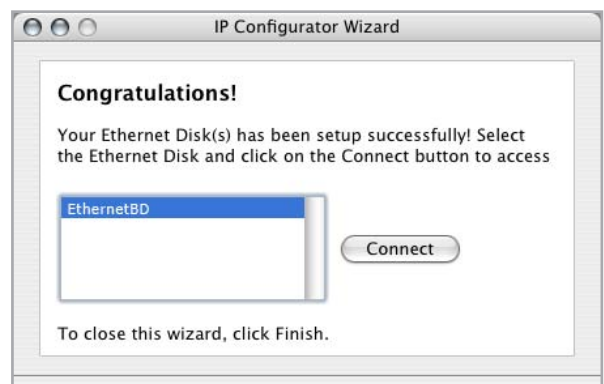 IP Configurator Wizard
Congratulations!
Your Ethernet Disk(s) has been setup successfully! Select
the Ethernet Disk and click on the Connect button to access
EthernetBD
Connect
To close this wizard, click Finish.